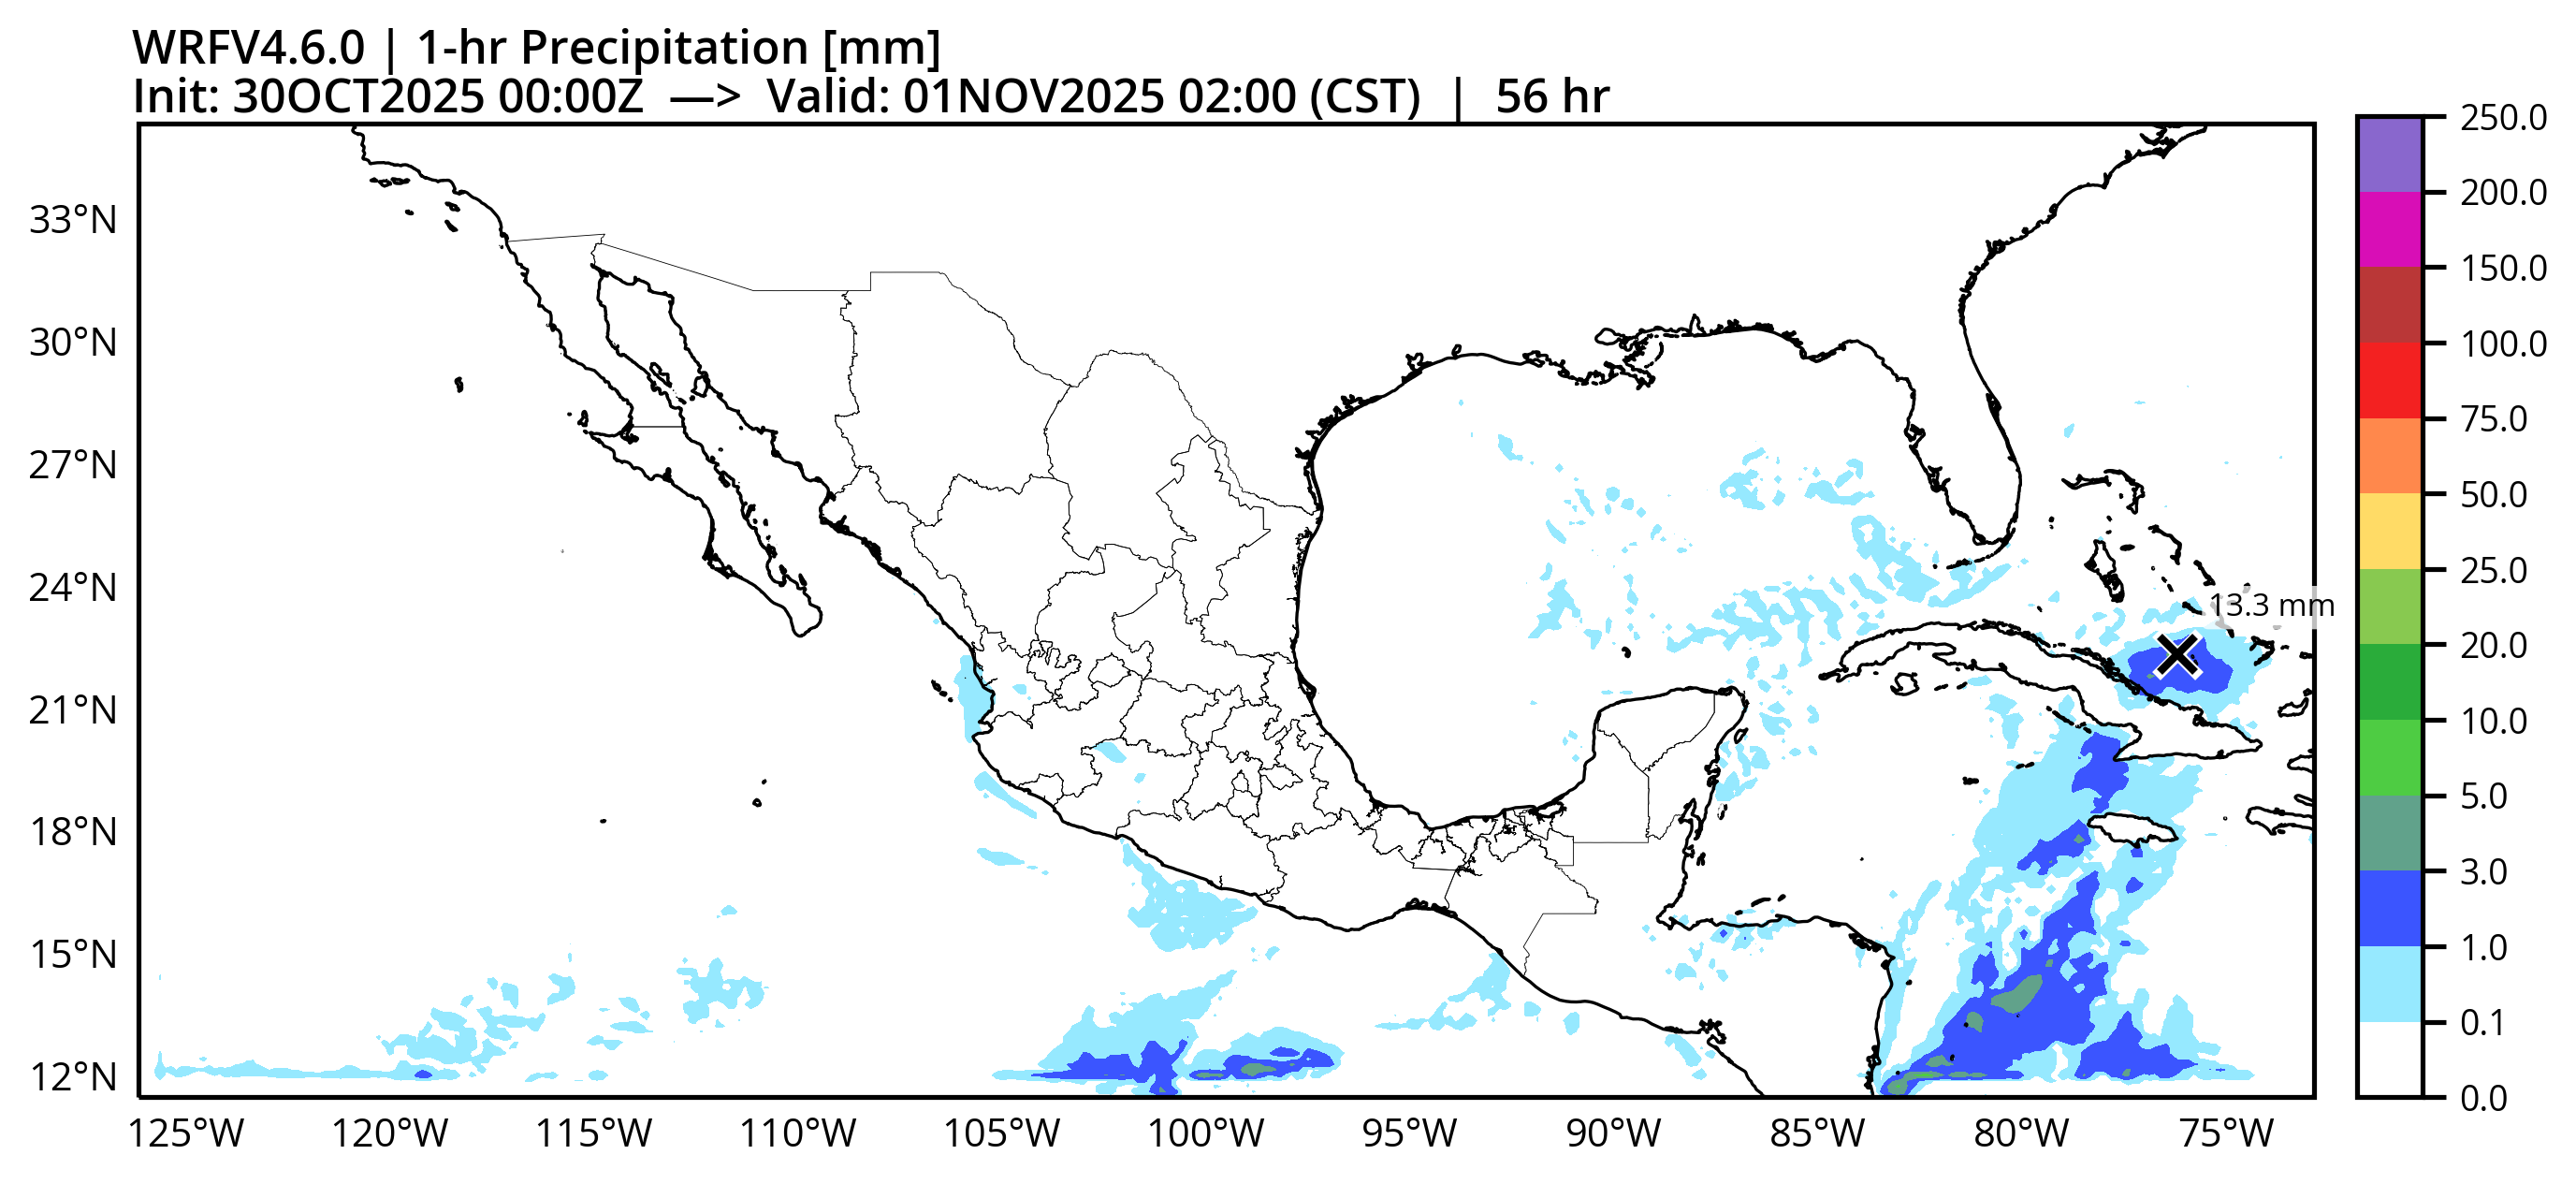 WRFV4.6.0 | 1-hr Precipitation [mm]
Init: 30OCT2025 00:00Z —> Valid: 01NOV2025 02:00 (CST) | 56 hr
33°N
30°N
27°N
24°N
21°N
18°N
15°N
12°N
125°W
120°W
115°W
110°W
105°W
100°W
95°W
90°W
85°W
80°W
75°W
13.3 mm
250.0
200.0
150.0
100.0
75.0
50.0
25.0
20.0
10.0
5.0
3.0
1.0
0.1
0.0